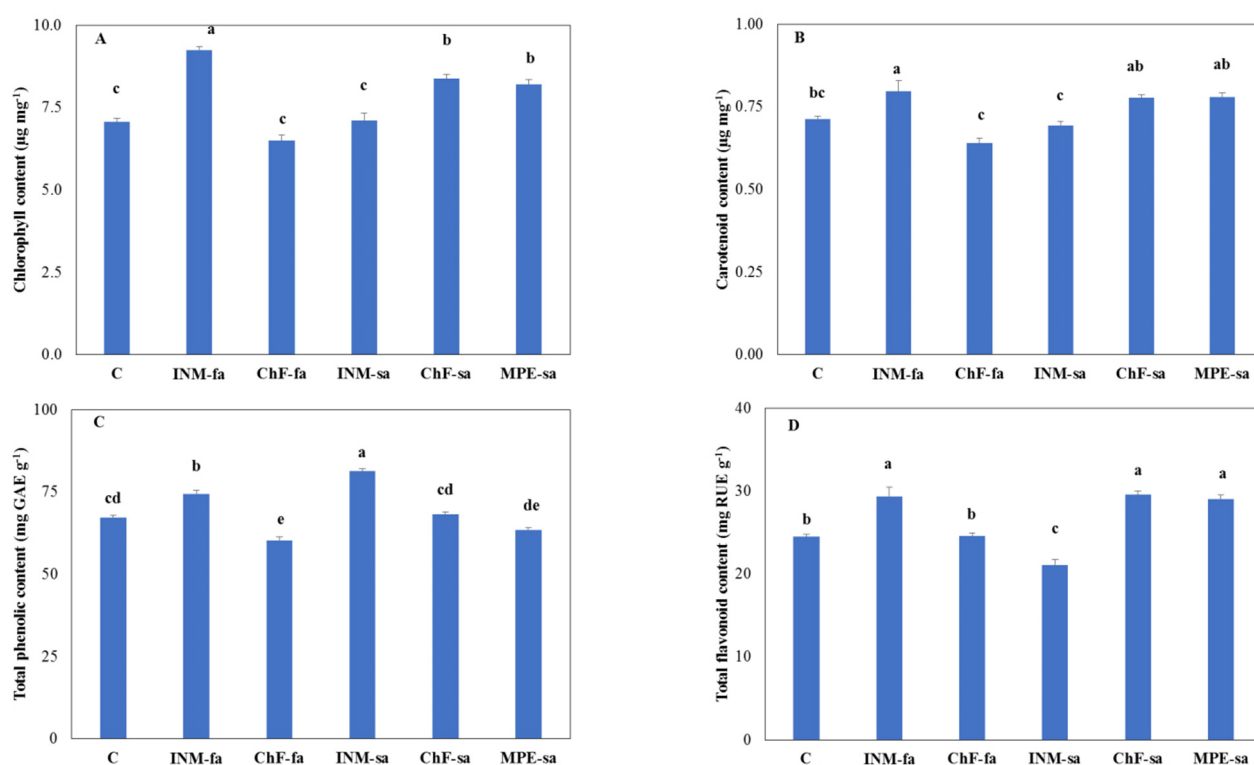 A
Chlorophyll content (µg mg⁻¹)
10.0
7.5
5.0
2.5
0.0
c
a
c
c
b
b
C
INM-fa
ChF-fa
INM-sa
ChF-sa
MPE-sa
B
Carotenoid content (µg mg⁻¹)
1.00
0.75
0.50
0.25
0.00
bc
a
c
c
ab
ab
C
INM-fa
ChF-fa
INM-sa
ChF-sa
MPE-sa
C
Total phenolic content (mg GAE g⁻¹)
100
75
50
25
0
cd
b
e
a
cd
de
C
INM-fa
ChF-fa
INM-sa
ChF-sa
MPE-sa
D
Total flavonoid content (mg RUE g⁻¹)
40
30
20
10
0
b
a
b
c
a
a
C
INM-fa
ChF-fa
INM-sa
ChF-sa
MPE-sa